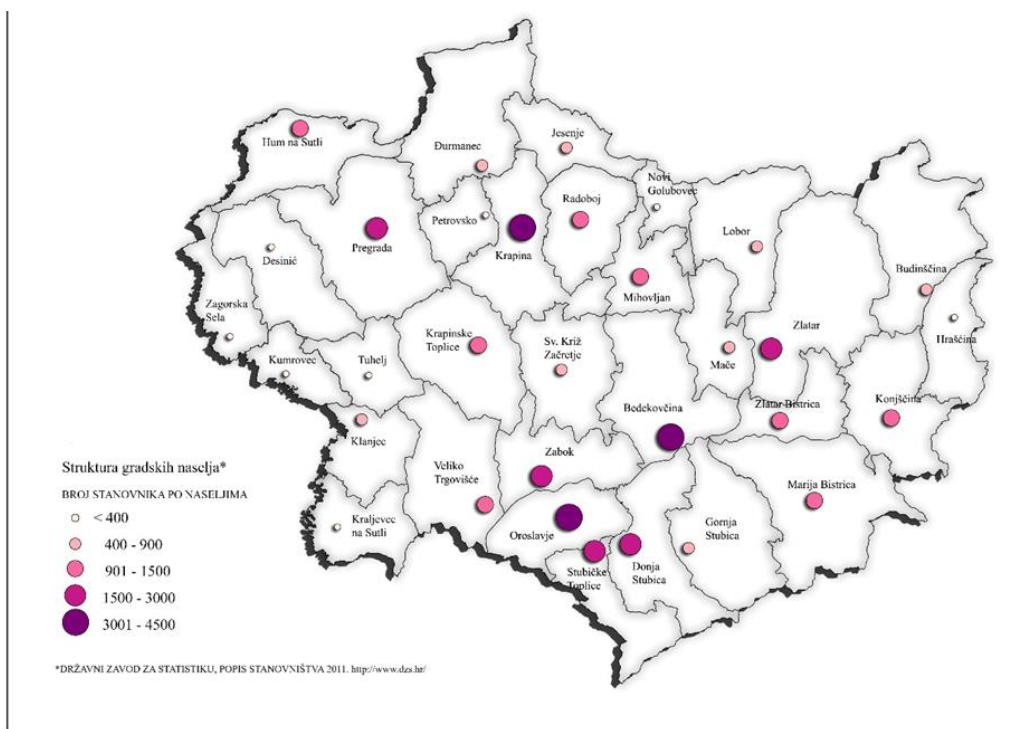 Hum na Sutli
Đurmanec
Jesenje
Novi
Golubovec
Petrovsko
Radoboj
Pregrada
Krapina
Lobor
Desinić
Budinščina
Mihovljan
Zagorska
Sela
Krapinske
Toplice
Sv. Križ
Začretje
Zlatar
Hrašćina
Kumrovec
Tuhelj
Mače
Bedekovčina
Zlatar Bistrica
Konjščina
Klanjec
Zabok
Veliko
Trgovišće
Marija Bistrica
Kraljevec
na Sutli
Oroslavje
Gornja
Stubica
Stubičke
Toplice
Donja
Stubica
Struktura gradskih naselja*
BROJ STANOVNIKA PO NASELJIMA
< 400
400 - 900
901 - 1500
1500 - 3000
3001 - 4500
*DRŽAVNI ZAVOD ZA STATISTIKU, POPIS STANOVNIŠTVA 2011. http://www.dzs.hr/